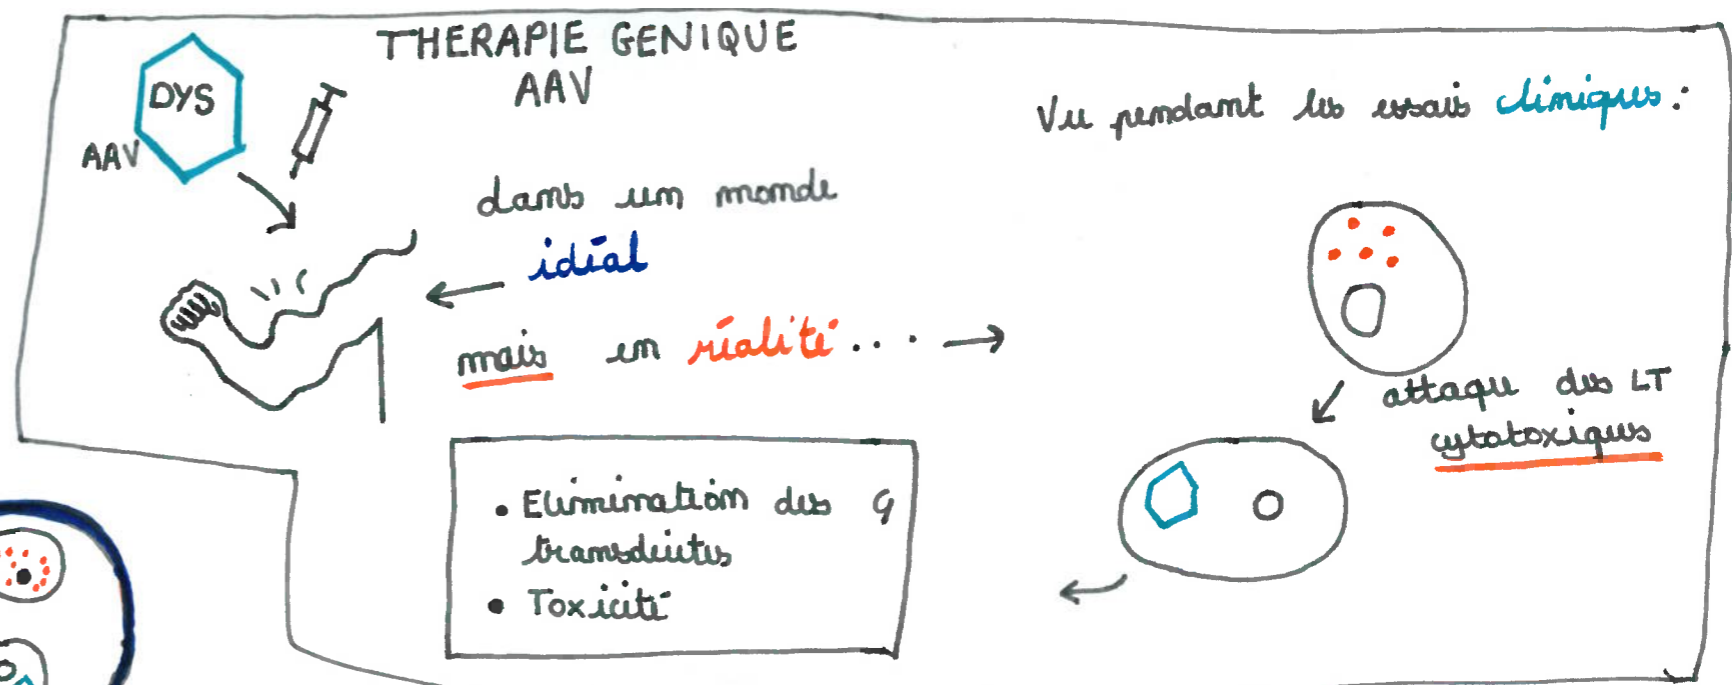 THERAPIE GENIQUE
AAV
DYS
AAV
dans un monde
idéal
mais en réalité...
Vu pendant les essais cliniques :
attaque des LT
cytotoxiques
• Elimination des
transduites
• Toxicité